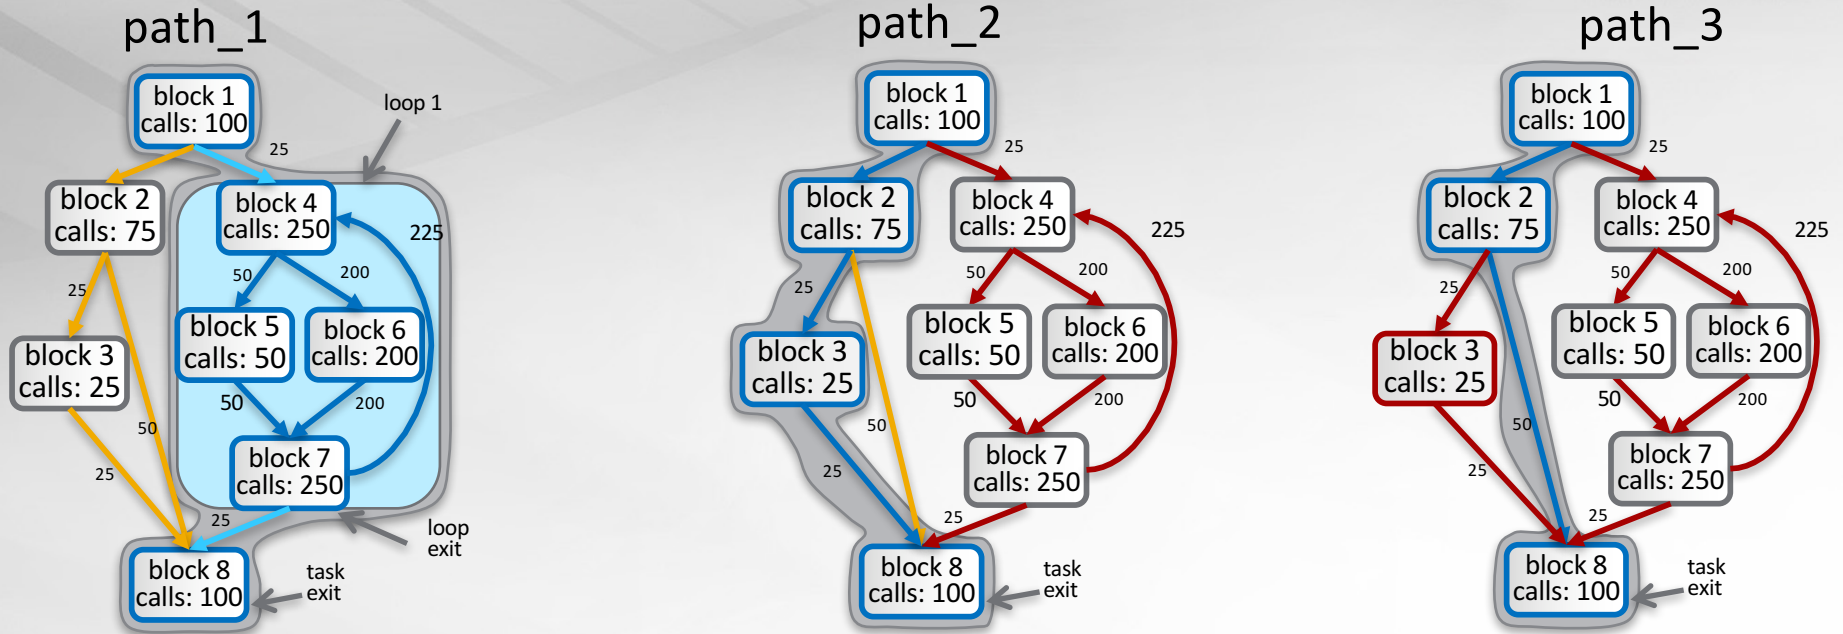 path_1
block 1
calls: 100
loop 1
25
block 2
calls: 75
block 4
calls: 250
225
25
50
200
block 3
calls: 25
block 5
calls: 50
block 6
calls: 200
50
50
200
25
block 7
calls: 250
25
loop
exit
block 8
calls: 100
task
exit
path_2
block 1
calls: 100
25
block 2
calls: 75
block 4
calls: 250
225
25
50
200
block 3
calls: 25
block 5
calls: 50
block 6
calls: 200
50
50
200
25
block 7
calls: 250
25
block 8
calls: 100
task
exit
path_3
block 1
calls: 100
25
block 2
calls: 75
block 4
calls: 250
225
25
50
200
block 3
calls: 25
block 5
calls: 50
block 6
calls: 200
50
50
200
25
block 7
calls: 250
25
block 8
calls: 100
task
exit